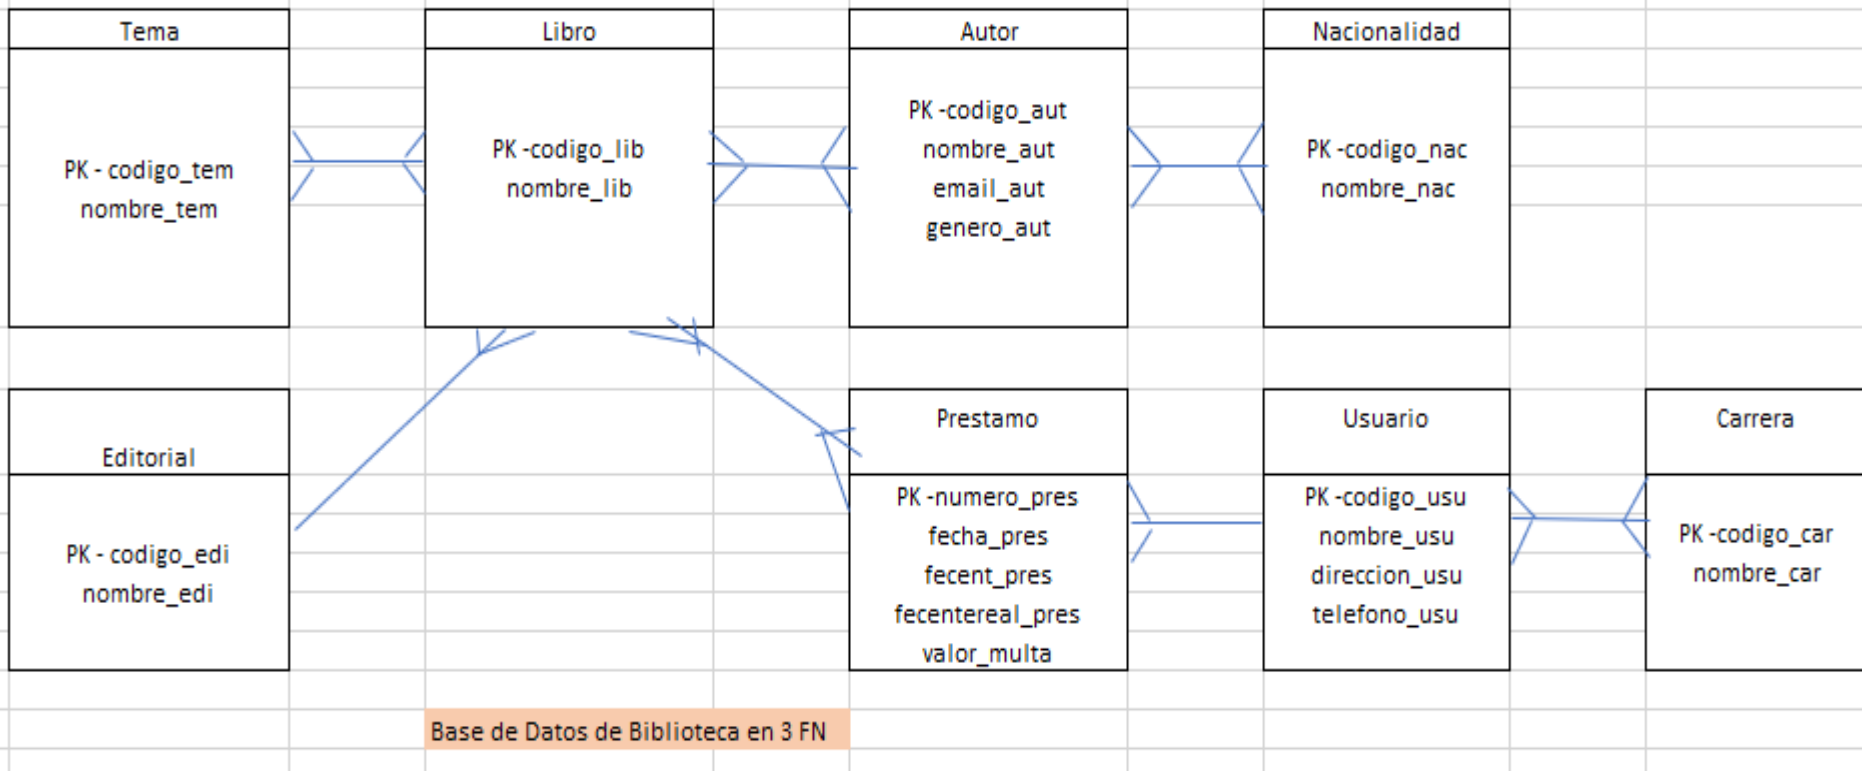 Tema
PK - codigo_tem
nombre_tem
Libro
PK -codigo_lib
nombre_lib
Autor
PK -codigo_aut
nombre_aut
email_aut
genero_aut
Nacionalidad
PK -codigo_nac
nombre_nac
Editorial
PK - codigo_edi
nombre_edi
Prestamo
PK -numero_pres
fecha_pres
fecent_pres
fecentereal_pres
valor_multa
Usuario
PK -codigo_usu
nombre_usu
direccion_usu
telefono_usu
Carrera
PK -codigo_car
nombre_car
Base de Datos de Biblioteca en 3 FN